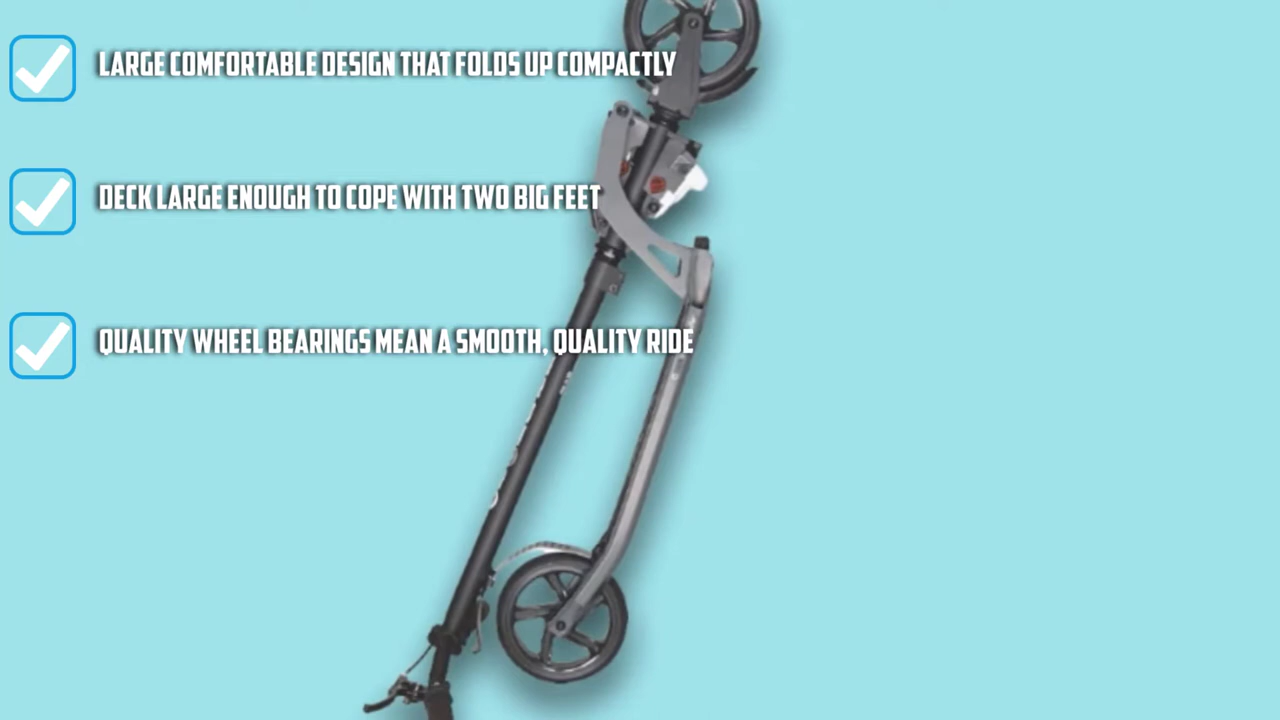 LARGE COMFORTABLE DESIGN THAT FOLDS UP COMPACTLY
DECK LARGE ENOUGH TO COPE WITH TWO BIG FEET
QUALITY WHEEL BEARINGS MEAN A SMOOTH, QUALITY RIDE